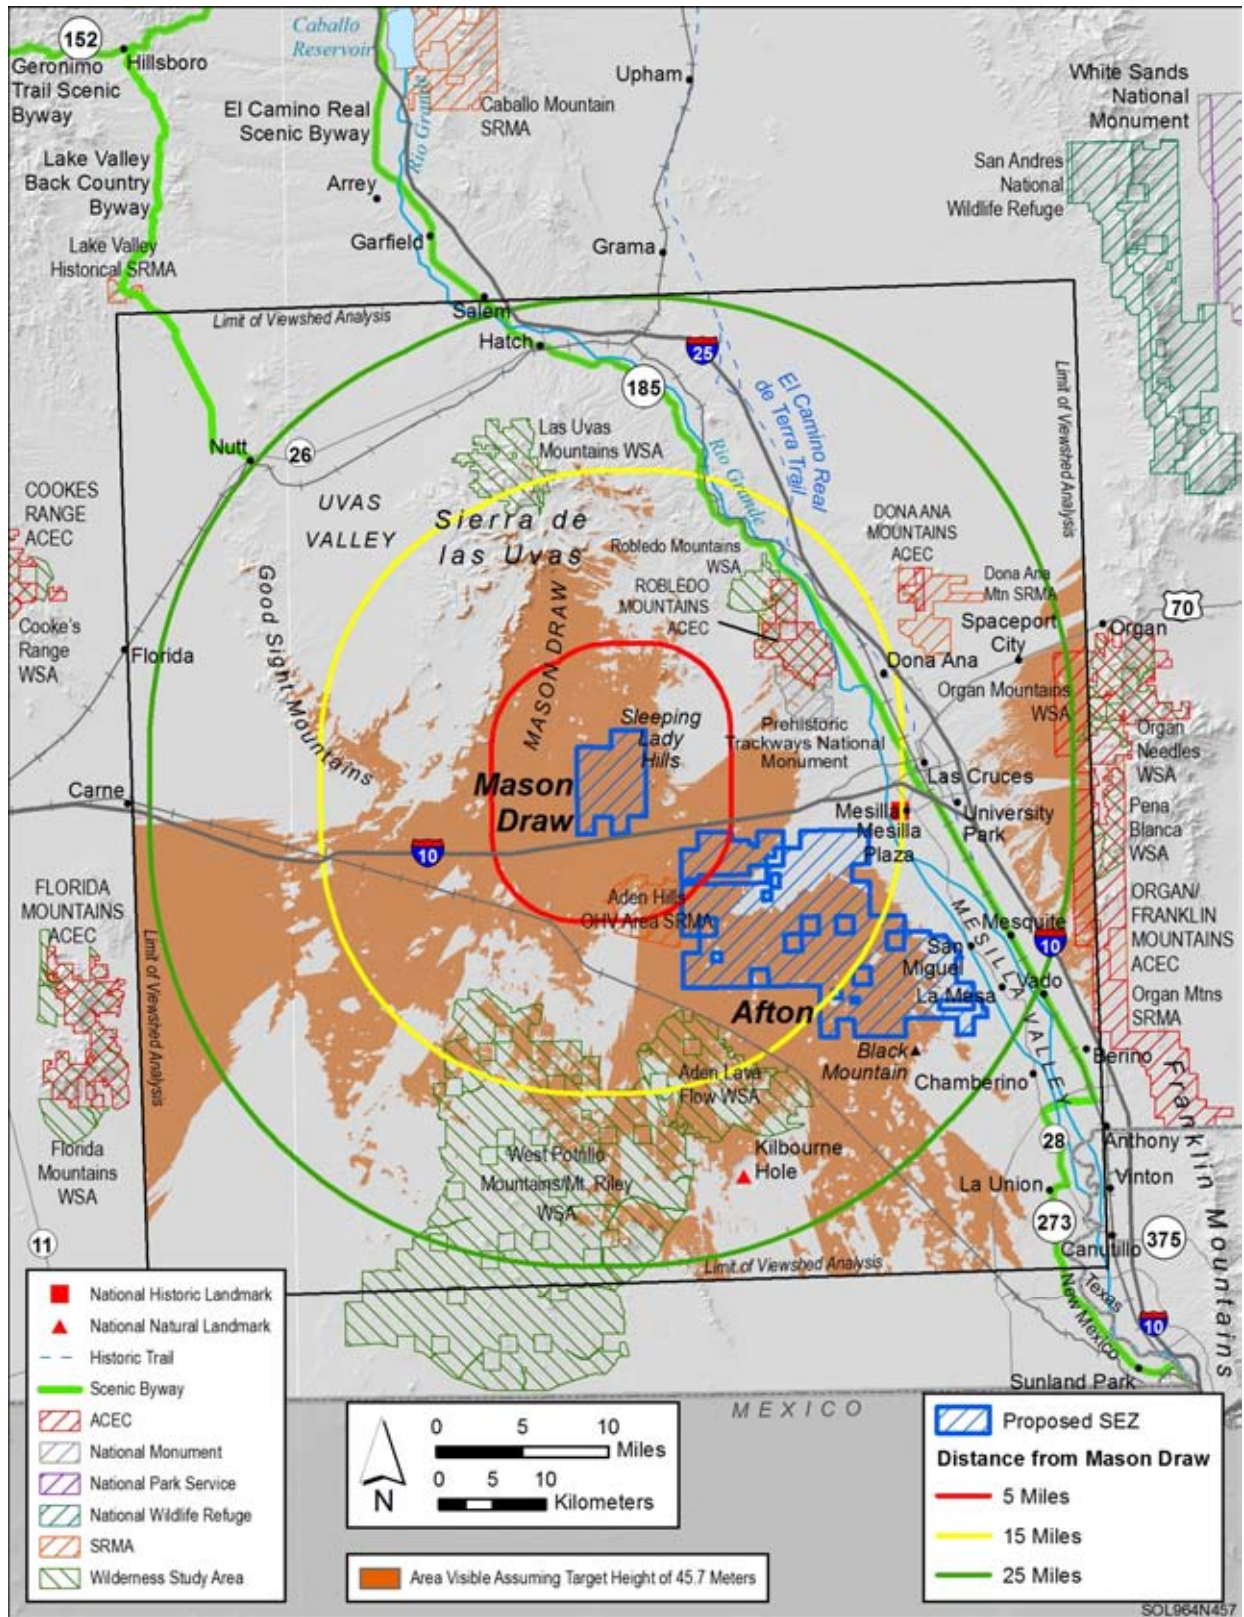 152
Hillsboro
Geronimo
Trail Scenic
Byway
Caballo
Reservoir
Upham
White Sands
National
Monument
El Camino Real
Scenic Byway
Rio Grande
Caballo Mountain
SRMA
Lake Valley
Back Country
Byway
Arrey
San Andres
National
Wildlife Refuge
Garfield
Grama
Lake Valley
Historical SRMA
Salem
Limit of Viewshed Analysis
Hatch
25
185
El Camino Real
de Terra Trail
Limit of Viewshed Analysis
Nutt
26
Las Uvas
Mountains WSA
Rio Grande
COOKES
RANGE
ACEC
UVAS
VALLEY
Sierra de
las Uvas
DONA ANA
MOUNTAINS
ACEC
Robledo Mountains
WSA
ROBLEDO
MOUNTAINS
ACEC
Dona Ana
Mtn SRMA
70
Good Sight Mountains
MASON DRAW
Spaceport
City
Organ
Cooke's
Range
WSA
Florida
Dona Ana
Organ Mountains
WSA
Sleeping
Lady
Hills
Prehistoric
Trackways National
Monument
Organ
Needles
WSA
Las Cruces
Carne
Mason
Draw
Mesilla
Mesilla
Plaza
University
Park
Pena
Blanca
WSA
10
FLORIDA
MOUNTAINS
ACEC
Aden Hills
OHV Area SRMA
MESILLA VALLEY
Mesquite
10
ORGAN/
FRANKLIN
MOUNTAINS
ACEC
Limit of Viewshed Analysis
San
Miguel
La Mesa
Vado
Organ Mtns
SRMA
Afton
Black
Mountain
Berino
Chamberino
Aden Lava
Flow WSA
Franklin Mountains
Florida
Mountains
WSA
West Potrillo
Mountains/Mt. Riley
WSA
Kilbourne
Hole
28
Anthony
La Union
Vinton
11
273
Canutillo
375
Limit of Viewshed Analysis
Texas
New Mexico
10
Sunland Park
MEXICO
National Historic Landmark
National Natural Landmark
Historic Trail
Scenic Byway
ACEC
National Monument
National Park Service
National Wildlife Refuge
SRMA
Wilderness Study Area
N
0 5 10
Miles
0 5 10
Kilometers
Area Visible Assuming Target Height of 45.7 Meters
Proposed SEZ
Distance from Mason Draw
5 Miles
15 Miles
25 Miles
SOL964N457